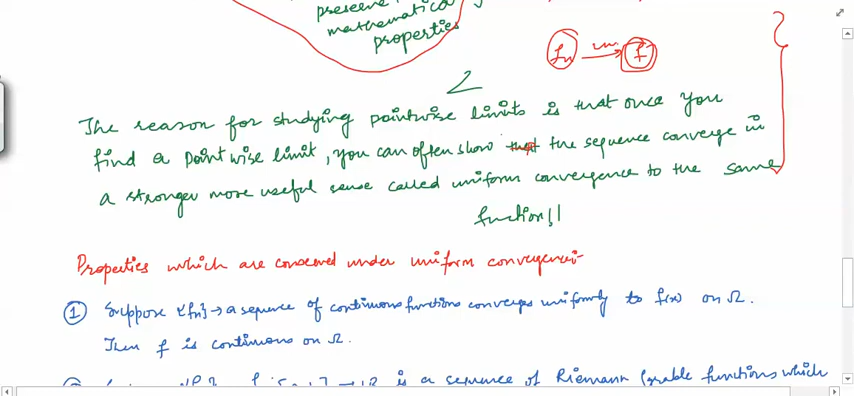 preserve
mathematica
properties
fn → f
The reason for studying pointwise limits is that once you
find a pointwise limit, you can often show the sequence converge in
a stronger more useful sense called uniform convergence to the same
function!!
Properties which are conserved under uniform convergence:-
① Suppose {fn} → a sequence of continuous functions converges uniformly to f(x) on Ω.
Then f is continuous on Ω.
is a sequence of Riemann functions which